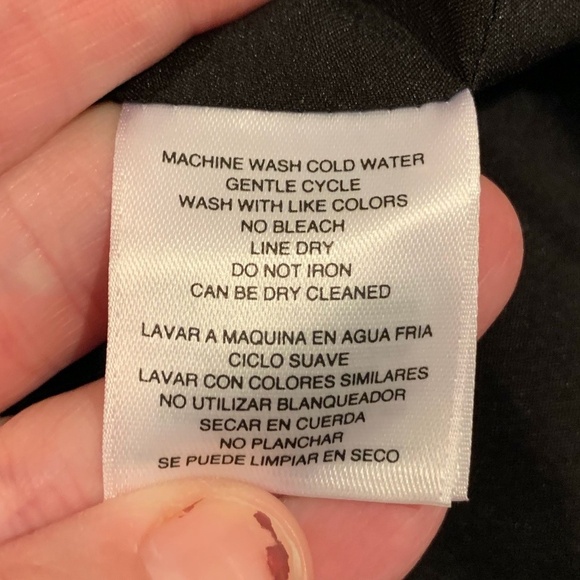 MACHINE WASH COLD WATER
GENTLE CYCLE
WASH WITH LIKE COLORS
NO BLEACH
LINE DRY
DO NOT IRON
CAN BE DRY CLEANED
LAVAR A MAQUINA EN AGUA FRIA
CICLO SUAVE
LAVAR CON COLORES SIMILARES
NO UTILIZAR BLANQUEADOR
SECAR EN CUERDA
NO PLANCHAR
SE PUEDE LIMPIAR EN SECO